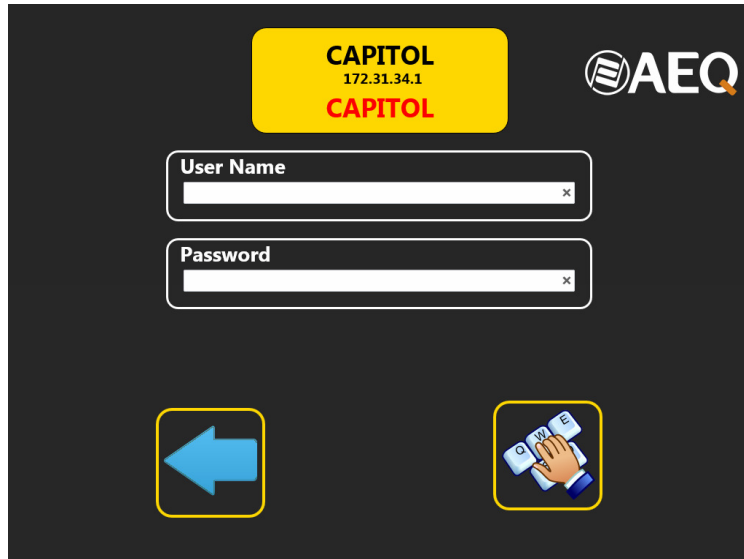 CAPITOL
172.31.34.1
CAPITOL
AEQ
User Name
×
Password
×
Q W E